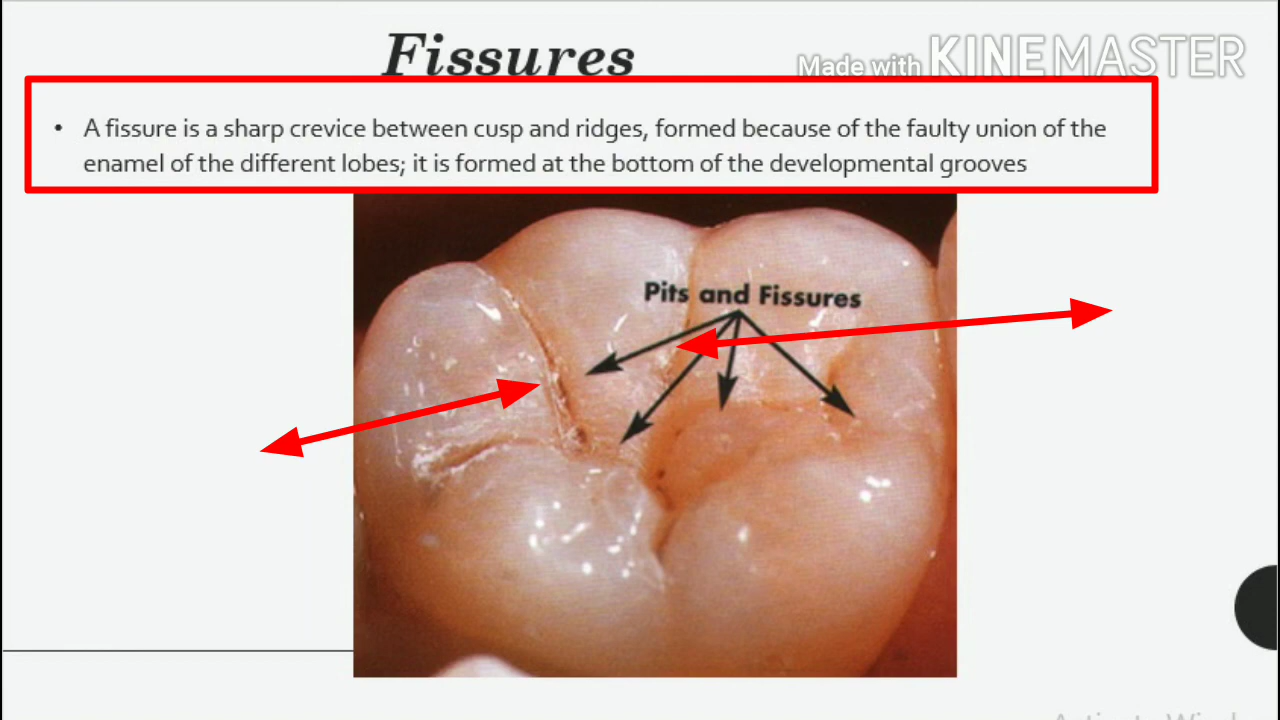 Fissures
Made with KINEMASTER
• A fissure is a sharp crevice between cusp and ridges, formed because of the faulty union of the
enamel of the different lobes; it is formed at the bottom of the developmental grooves
Pits and Fissures